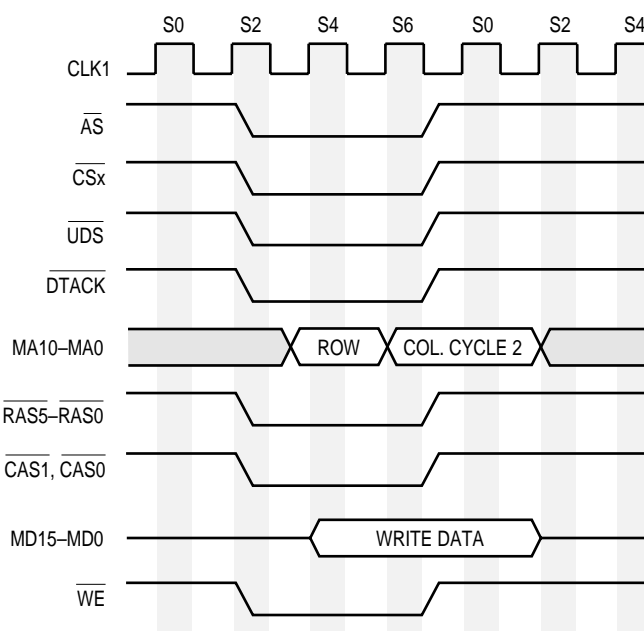 S0 S2 S4 S6 S0 S2 S4
CLK1
AS
CSx
UDS
DTACK
MA10–MA0 ROW COL. CYCLE 2
RAS5–RAS0
CAS1, CAS0
MD15–MD0 WRITE DATA
WE